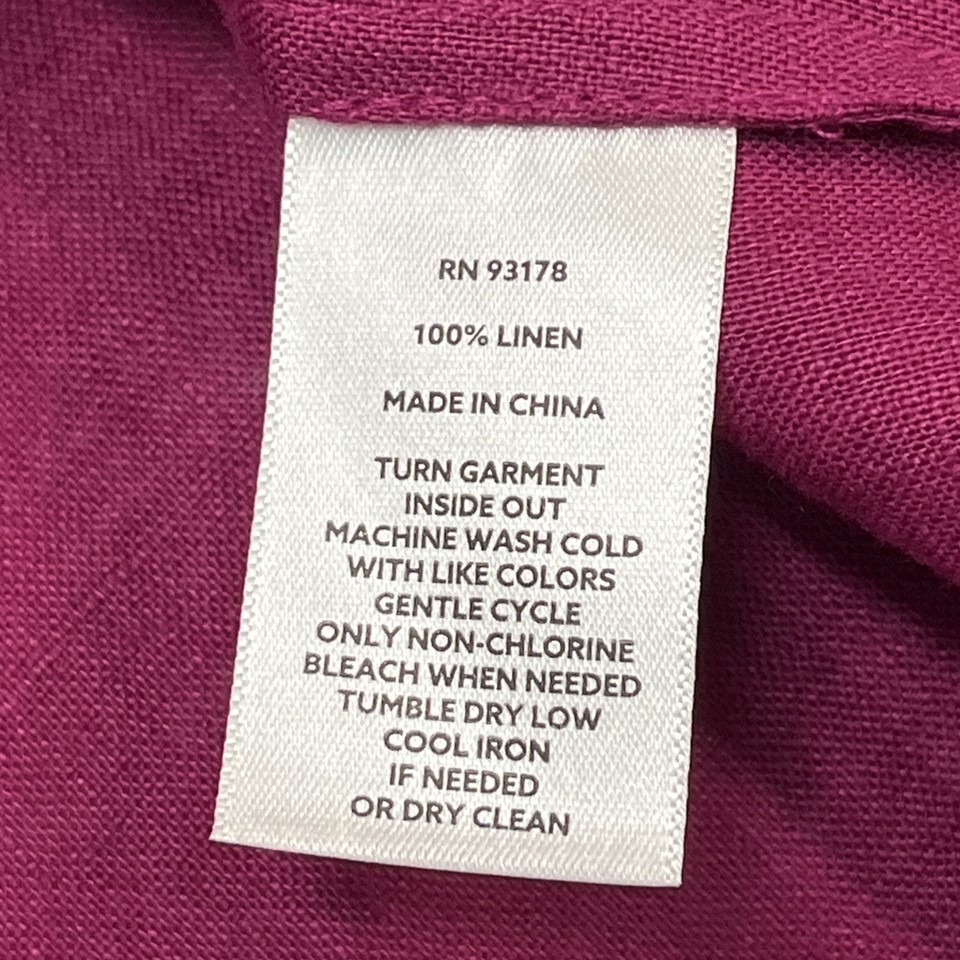 RN 93178
100% LINEN
MADE IN CHINA
TURN GARMENT
INSIDE OUT
MACHINE WASH COLD
WITH LIKE COLORS
GENTLE CYCLE
ONLY NON-CHLORINE
BLEACH WHEN NEEDED
TUMBLE DRY LOW
COOL IRON
IF NEEDED
OR DRY CLEAN